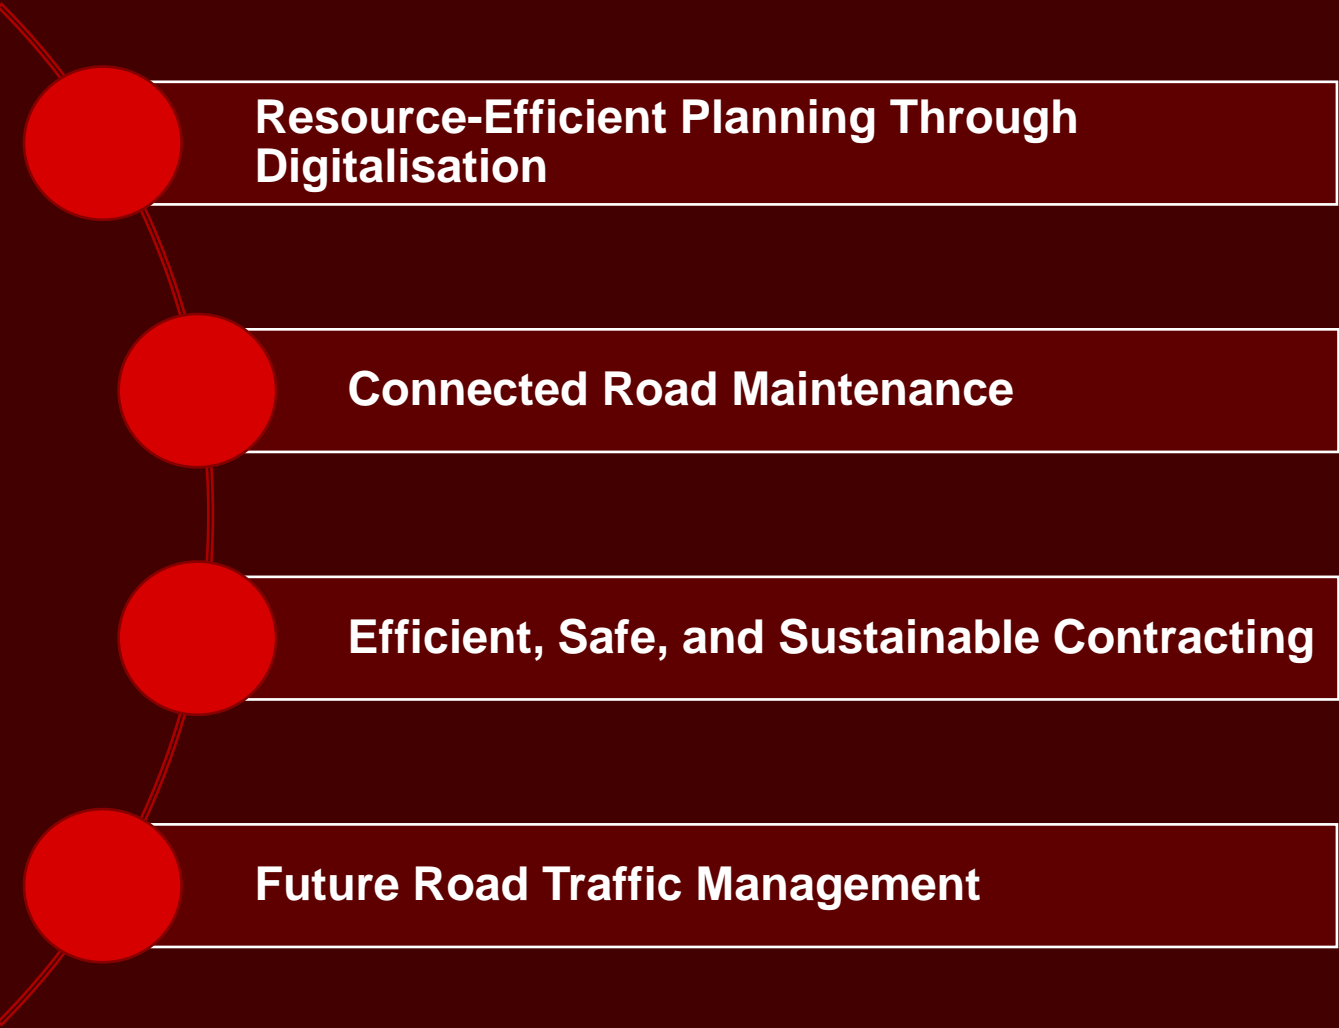 Resource-Efficient Planning Through
Digitalisation
Connected Road Maintenance
Efficient, Safe, and Sustainable Contracting
Future Road Traffic Management